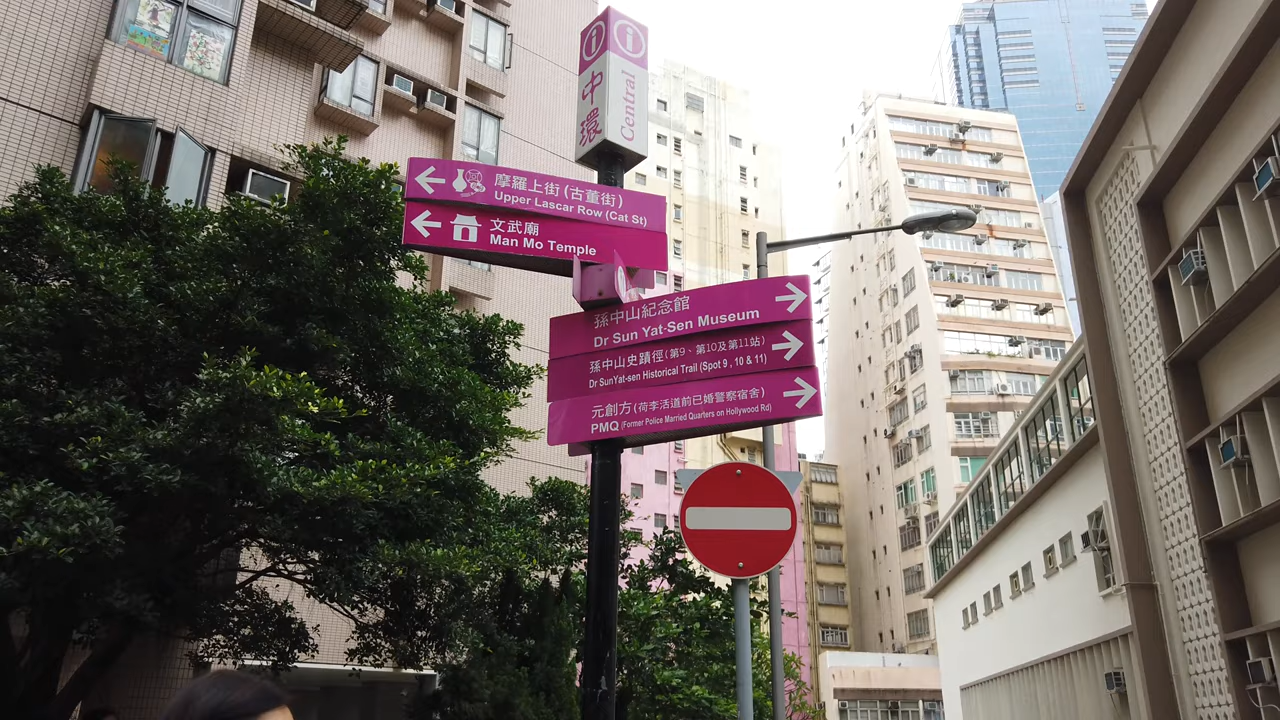 中環
Central
摩羅上街(古董街)
Upper Lascar Row (Cat St)
文武廟
Man Mo Temple
孫中山紀念館
Dr Sun Yat-Sen Museum
孫中山史蹟徑(第9、第10及第11站)
Dr SunYat-sen Historical Trail (Spot 9 , 10 & 11)
元創方(荷李活道前已婚警察宿舍)
PMQ (Former Police Married Quarters on Hollywood Rd)